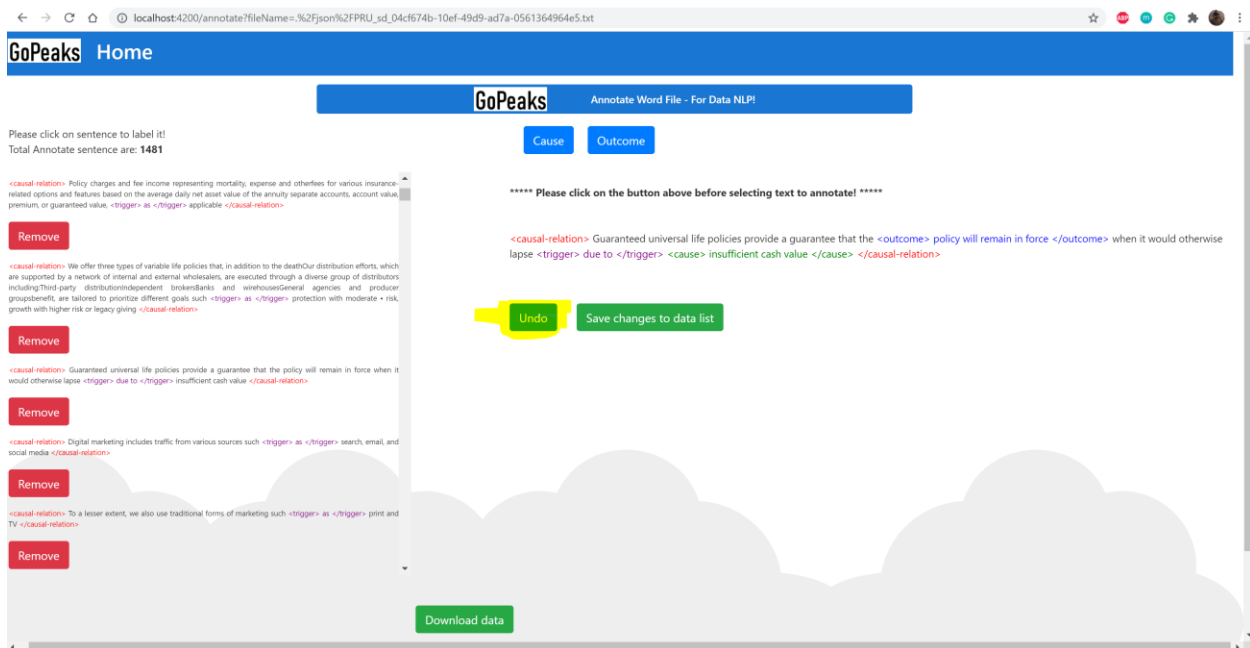 localhost:4200/annotate?fileName=.%2Fjson%2FPRU_sd_04cf674b-10ef-49d9-ad7a-0561364964e5.txt
ABP
m
G
GoPeaks Home
GoPeaks Annotate Word File - For Data NLP!
Please click on sentence to label it!
Total Annotate sentence are: 1481
Cause Outcome
<causal-relation> Policy charges and fee income representing mortality, expense and otherfees for various insurance-
related options and features based on the average daily net asset value of the annuity separate accounts, account value,
premium, or guaranteed value, <trigger> as </trigger> applicable </causal-relation>
Remove
<causal-relation> We offer three types of variable life policies that, in addition to the deathOur distribution efforts, which
are supported by a network of internal and external wholesalers, are executed through a diverse group of distributors
including:Third-party distributionIndependent brokersBanks and wirehousesGeneral agencies and producer
groupsbenefit, are tailored to prioritize different goals such <trigger> as </trigger> protection with moderate • risk,
growth with higher risk or legacy giving </causal-relation>
Remove
<causal-relation> Guaranteed universal life policies provide a guarantee that the policy will remain in force when it
would otherwise lapse <trigger> due to </trigger> insufficient cash value </causal-relation>
Remove
<causal-relation> Digital marketing includes traffic from various sources such <trigger> as </trigger> search, email, and
social media </causal-relation>
Remove
<causal-relation> To a lesser extent, we also use traditional forms of marketing such <trigger> as </trigger> print and
TV </causal-relation>
Remove
***** Please click on the button above before selecting text to annotate! *****
<causal-relation> Guaranteed universal life policies provide a guarantee that the <outcome> policy will remain in force </outcome> when it would otherwise
lapse <trigger> due to </trigger> <cause> insufficient cash value </cause> </causal-relation>
Undo Save changes to data list
Download data